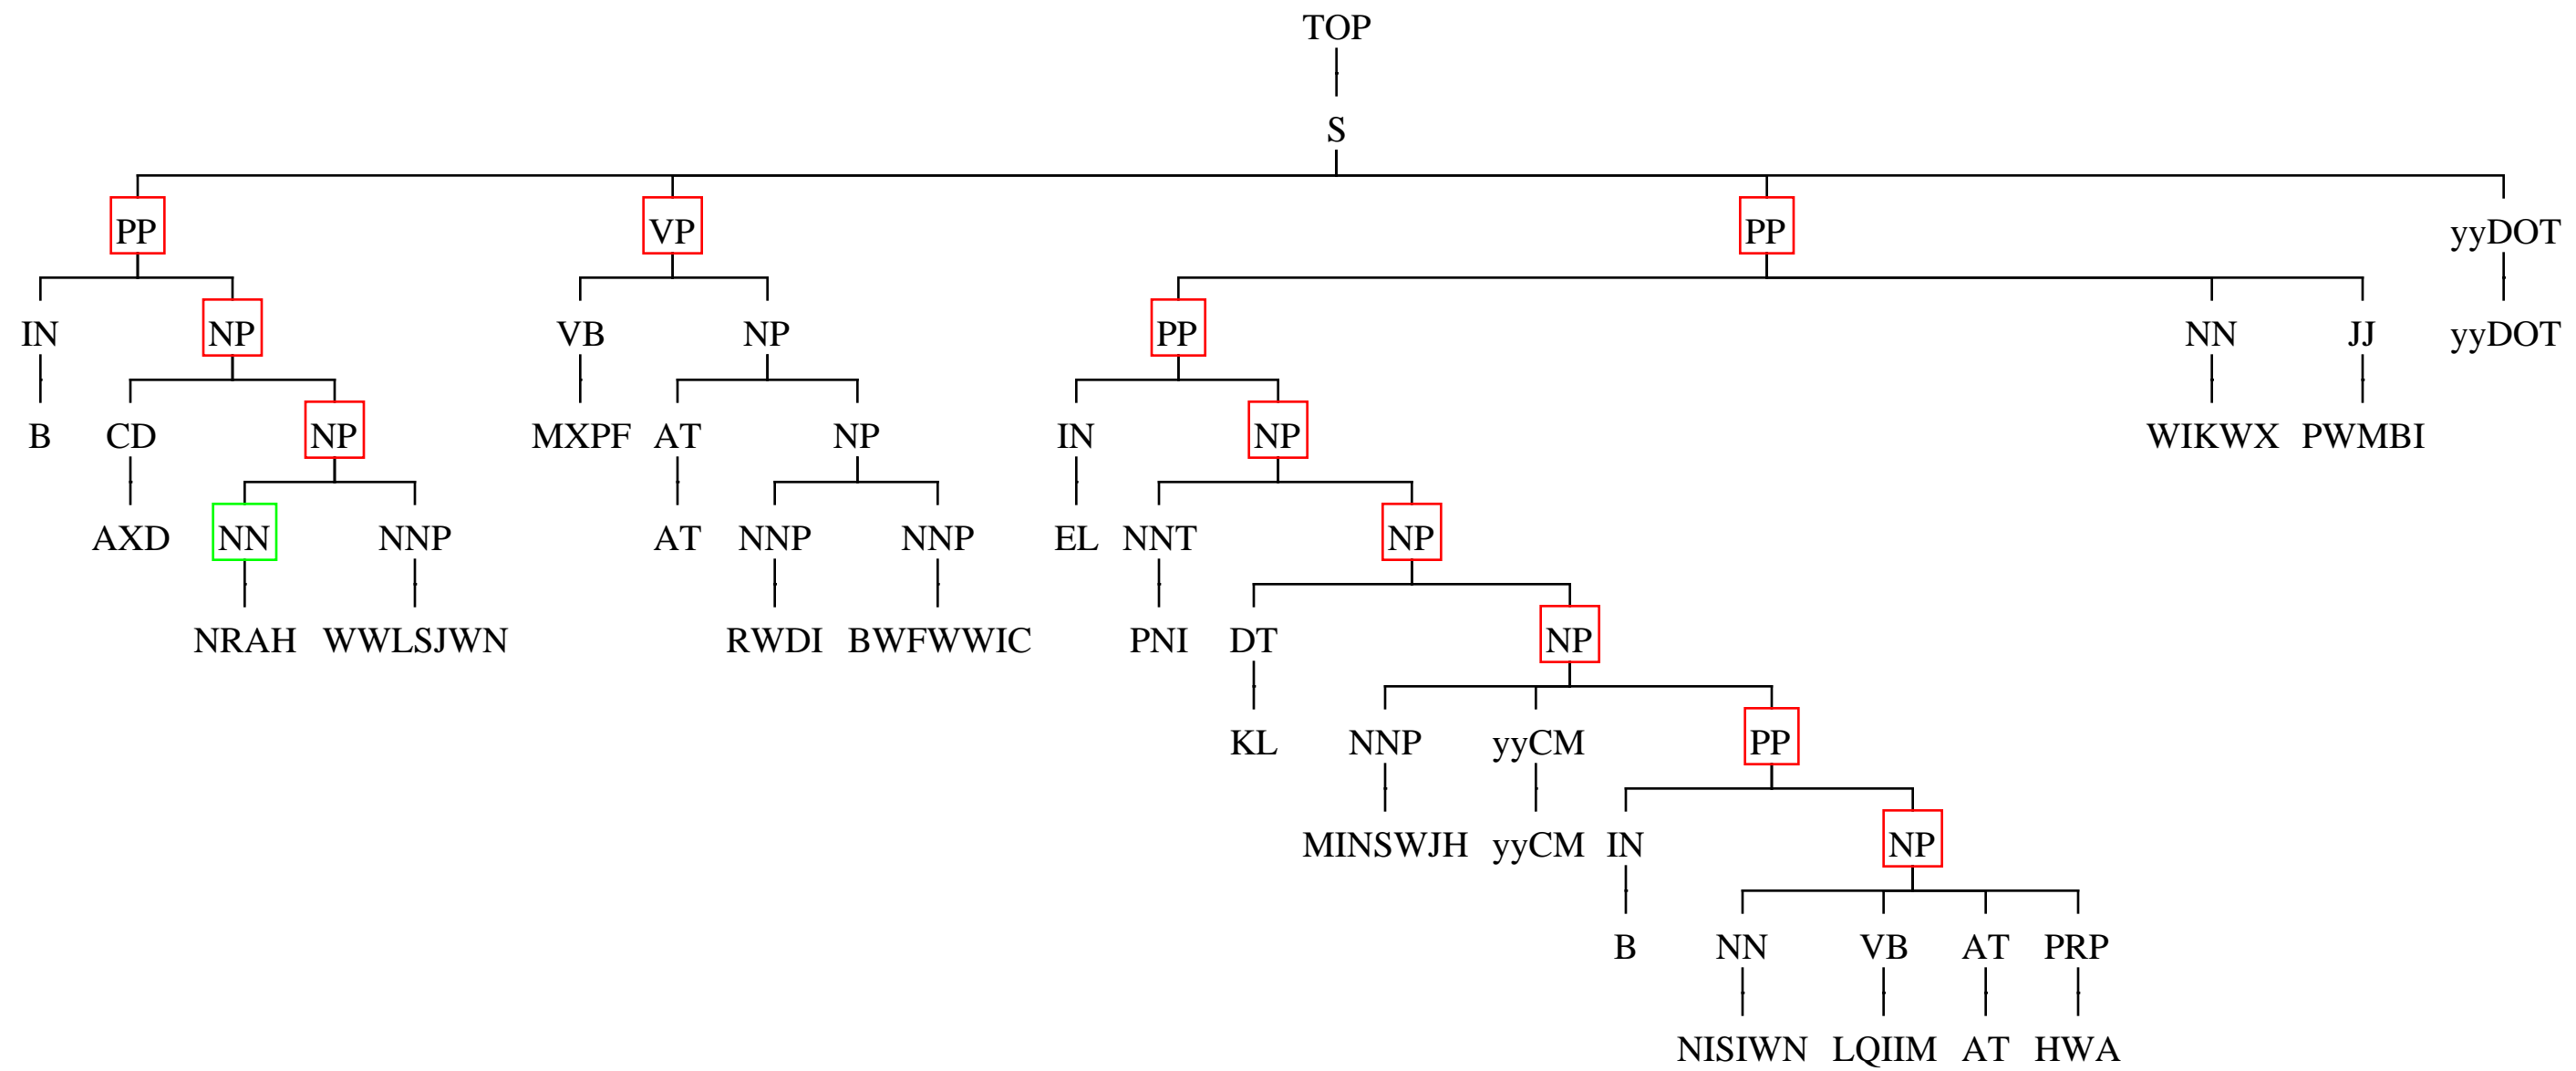 TOP
S
PP VP PP yyDOT
IN NP VB NP PP NN JJ yyDOT
B CD NP MXPF AT NP IN NP WIKWX PWMBI
AXD NN NNP AT NNP NNP EL NNT NP
NRAH WWLSJWN RWDI BWFWWIC PNI DT NP
KL NNP yyCM PP
MINSWJH yyCM IN NP
B NN VB AT PRP
NISIWN LQIIM AT HWA